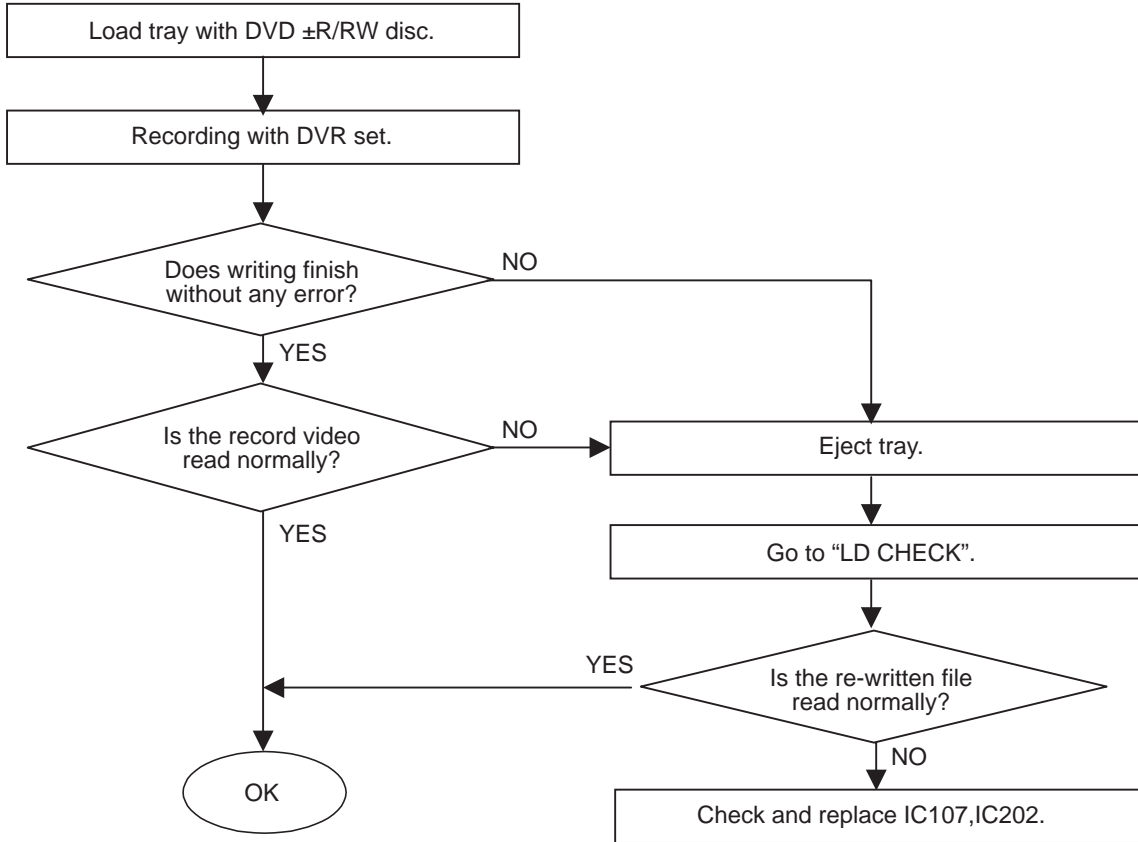 Load tray with DVD ±R/RW disc.
Recording with DVR set.
Does writing finish
without any error?
NO
YES
Is the record video
read normally?
NO
Eject tray.
YES
Go to “LD CHECK”.
YES
Is the re-written file
read normally?
NO
OK
Check and replace IC107,IC202.